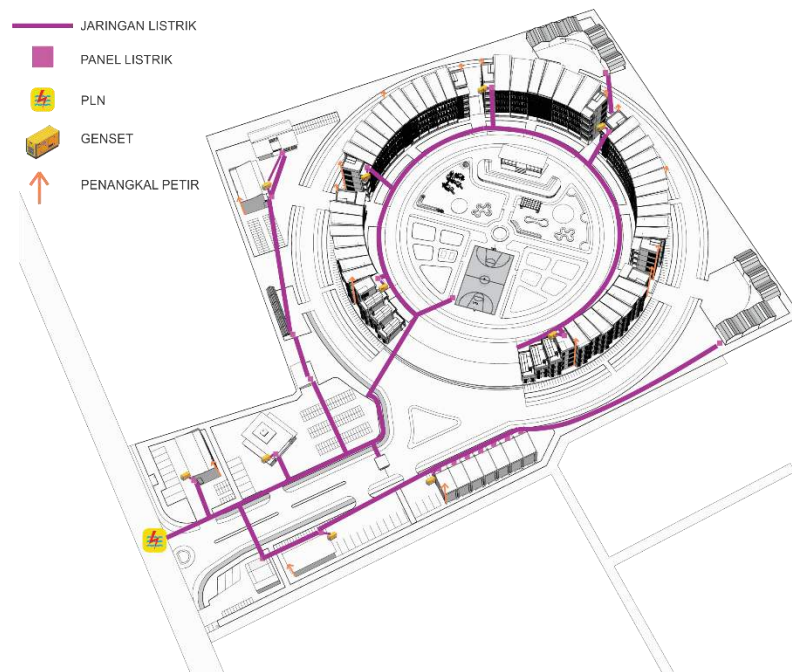 JARINGAN LISTRIK
PANEL LISTRIK
PLN
GENSET
PENANGKAL PETIR